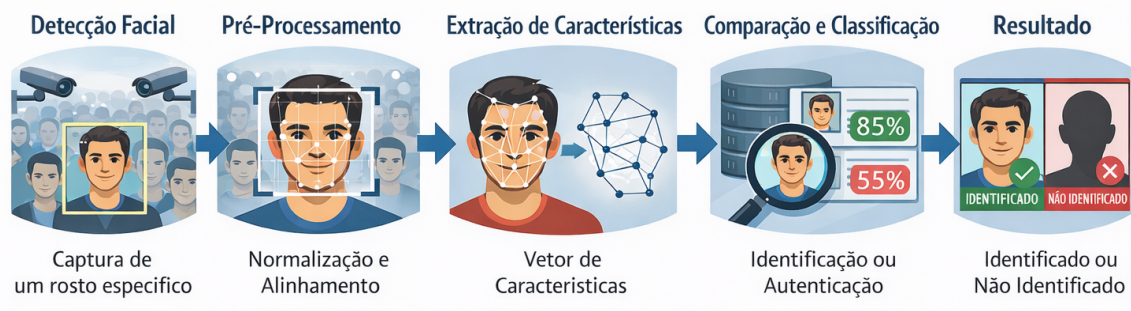 Detecção Facial
Pré-Processamento
Extração de Características
Comparação e Classificação
Resultado
85%
55%
IDENTIFICADO
NÃO IDENTIFICADO
Captura de
um rosto especifico
Normalização e
Alinhamento
Vetor de
Caracteristicas
Identificação ou
Autenticação
Identificado ou
Não Identificado